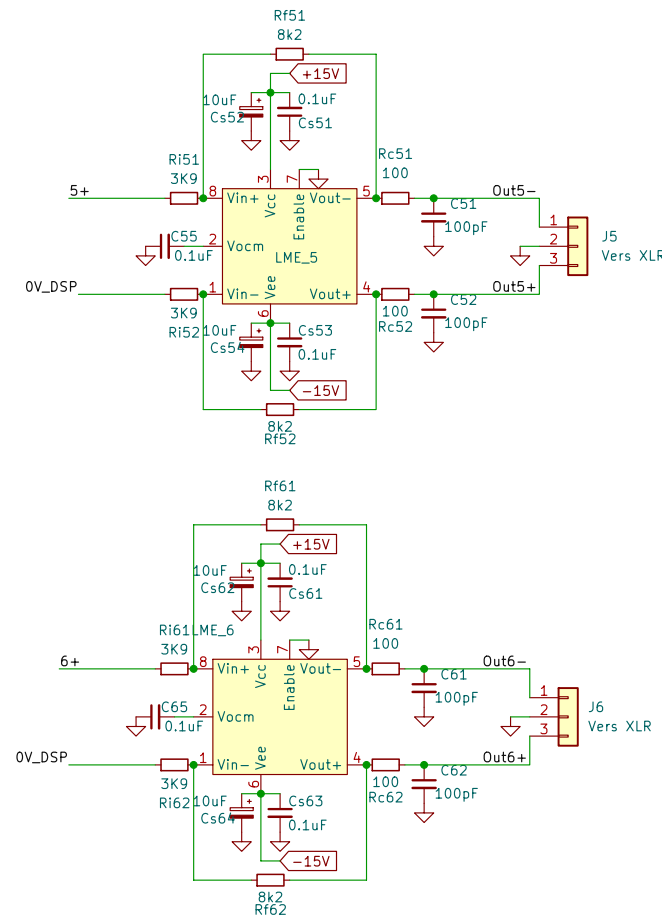 Rf51
8k2
+15V
10uF
0.1uF
Cs52
Cs51
Ri51
3K9
Rc51
100
5+
8
Vin+
3
Vcc
7
Enable
Vout-
5
Out5-
C51
100pF
1
2
3
J5
Vers XLR
C55
0.1uF
2
Vocm
LME_5
0V_DSP
3K9
Ri52
1
Vin-
Vee
6
Vout+
4
100
Rc52
Out5+
C52
100pF
10uF
Cs54
Cs53
0.1uF
-15V
8k2
Rf52
Rf61
8k2
+15V
10uF
0.1uF
Cs62
Cs61
Ri61
LME_6
3K9
Rc61
100
6+
8
Vin+
3
Vcc
7
Enable
Vout-
5
Out6-
C61
100pF
1
2
3
J6
Vers XLR
C65
0.1uF
2
Vocm
0V_DSP
3K9
Ri62
1
Vin-
Vee
6
Vout+
4
100
Rc62
Out6+
C62
100pF
10uF
Cs64
Cs63
0.1uF
-15V
8k2
Rf62